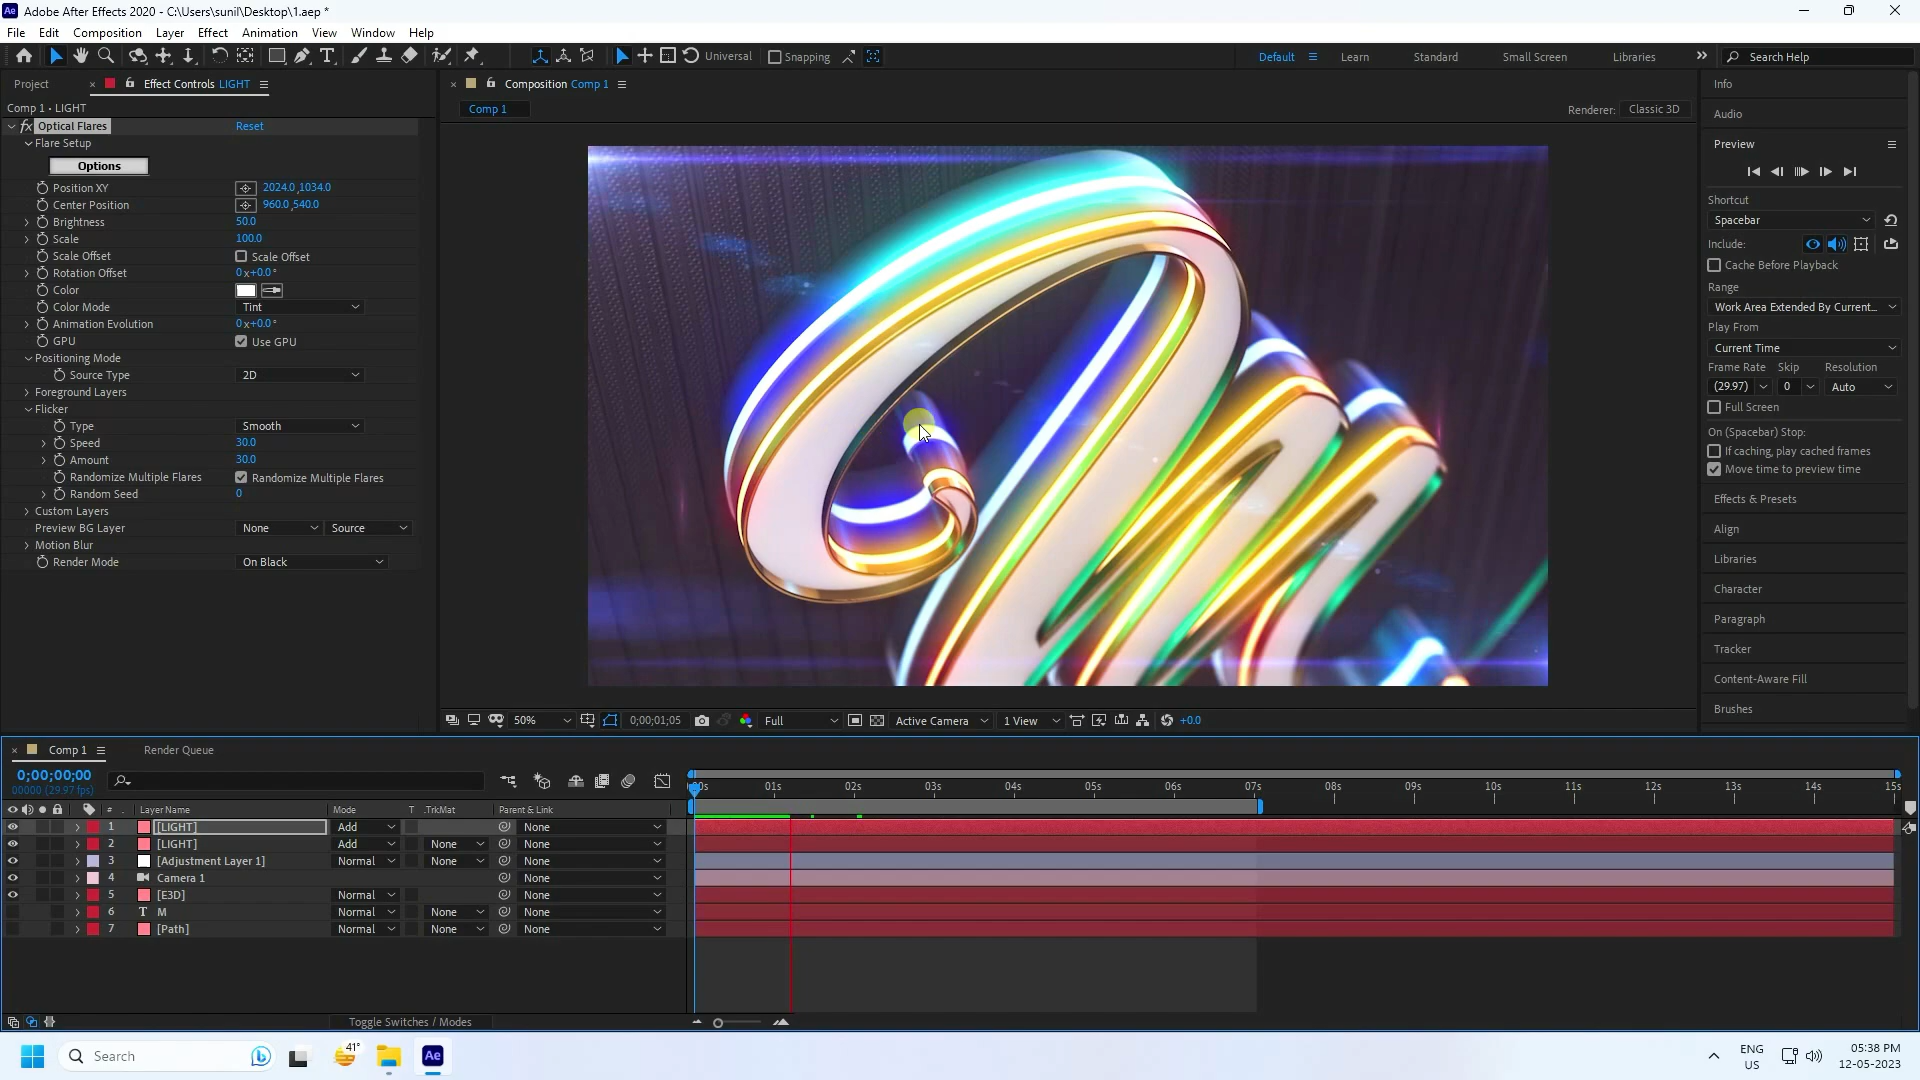 Ae Adobe After Effects 2020 - C:\Users\sunil\Desktop\1.aep *
File Edit Composition Layer Effect Animation View Window Help
Universal Snapping Default Learn Standard Small Screen Libraries Search Help
Project Effect Controls LIGHT
Comp 1 • LIGHT
fx Optical Flares Reset
Flare Setup
Options
Position XY 2024.0,1034.0
Center Position 960.0,540.0
Brightness 50.0
Scale 100.0
Scale Offset Scale Offset
Rotation Offset 0x+0.0°
Color
Color Mode Tint
Animation Evolution 0x+0.0°
GPU Use GPU
Positioning Mode
Source Type 2D
Foreground Layers
Flicker
Type Smooth
Speed 30.0
Amount 30.0
Randomize Multiple Flares Randomize Multiple Flares
Random Seed 0
Custom Layers
Preview BG Layer None Source
Motion Blur
Render Mode On Black
Composition Comp 1
Comp 1
Renderer: Classic 3D
50% 0;00;01;05 Full Active Camera 1 View +0.0
Info
Audio
Preview
Shortcut
Spacebar
Include:
Cache Before Playback
Range
Work Area Extended By Current...
Play From
Current Time
Frame Rate Skip Resolution
(29.97) 0 Auto
Full Screen
On (Spacebar) Stop:
If caching, play cached frames
Move time to preview time
Effects & Presets
Align
Libraries
Character
Paragraph
Tracker
Content-Aware Fill
Brushes
Comp 1 Render Queue
0;00;00;00
00000 (29.97 fps)
00s 01s 02s 03s 04s 05s 06s 07s 08s 09s 10s 11s 12s 13s 14s 15s
# Layer Name Mode T .TrkMat Parent & Link
1 [LIGHT] Add None
2 [LIGHT] Add None None
3 [Adjustment Layer 1] Normal None None
4 Camera 1 None
5 [E3D] Normal None None
6 T M Normal None None
7 [Path] Normal None None
Toggle Switches / Modes
Search 41° Ae ENG US 05:38 PM 12-05-2023